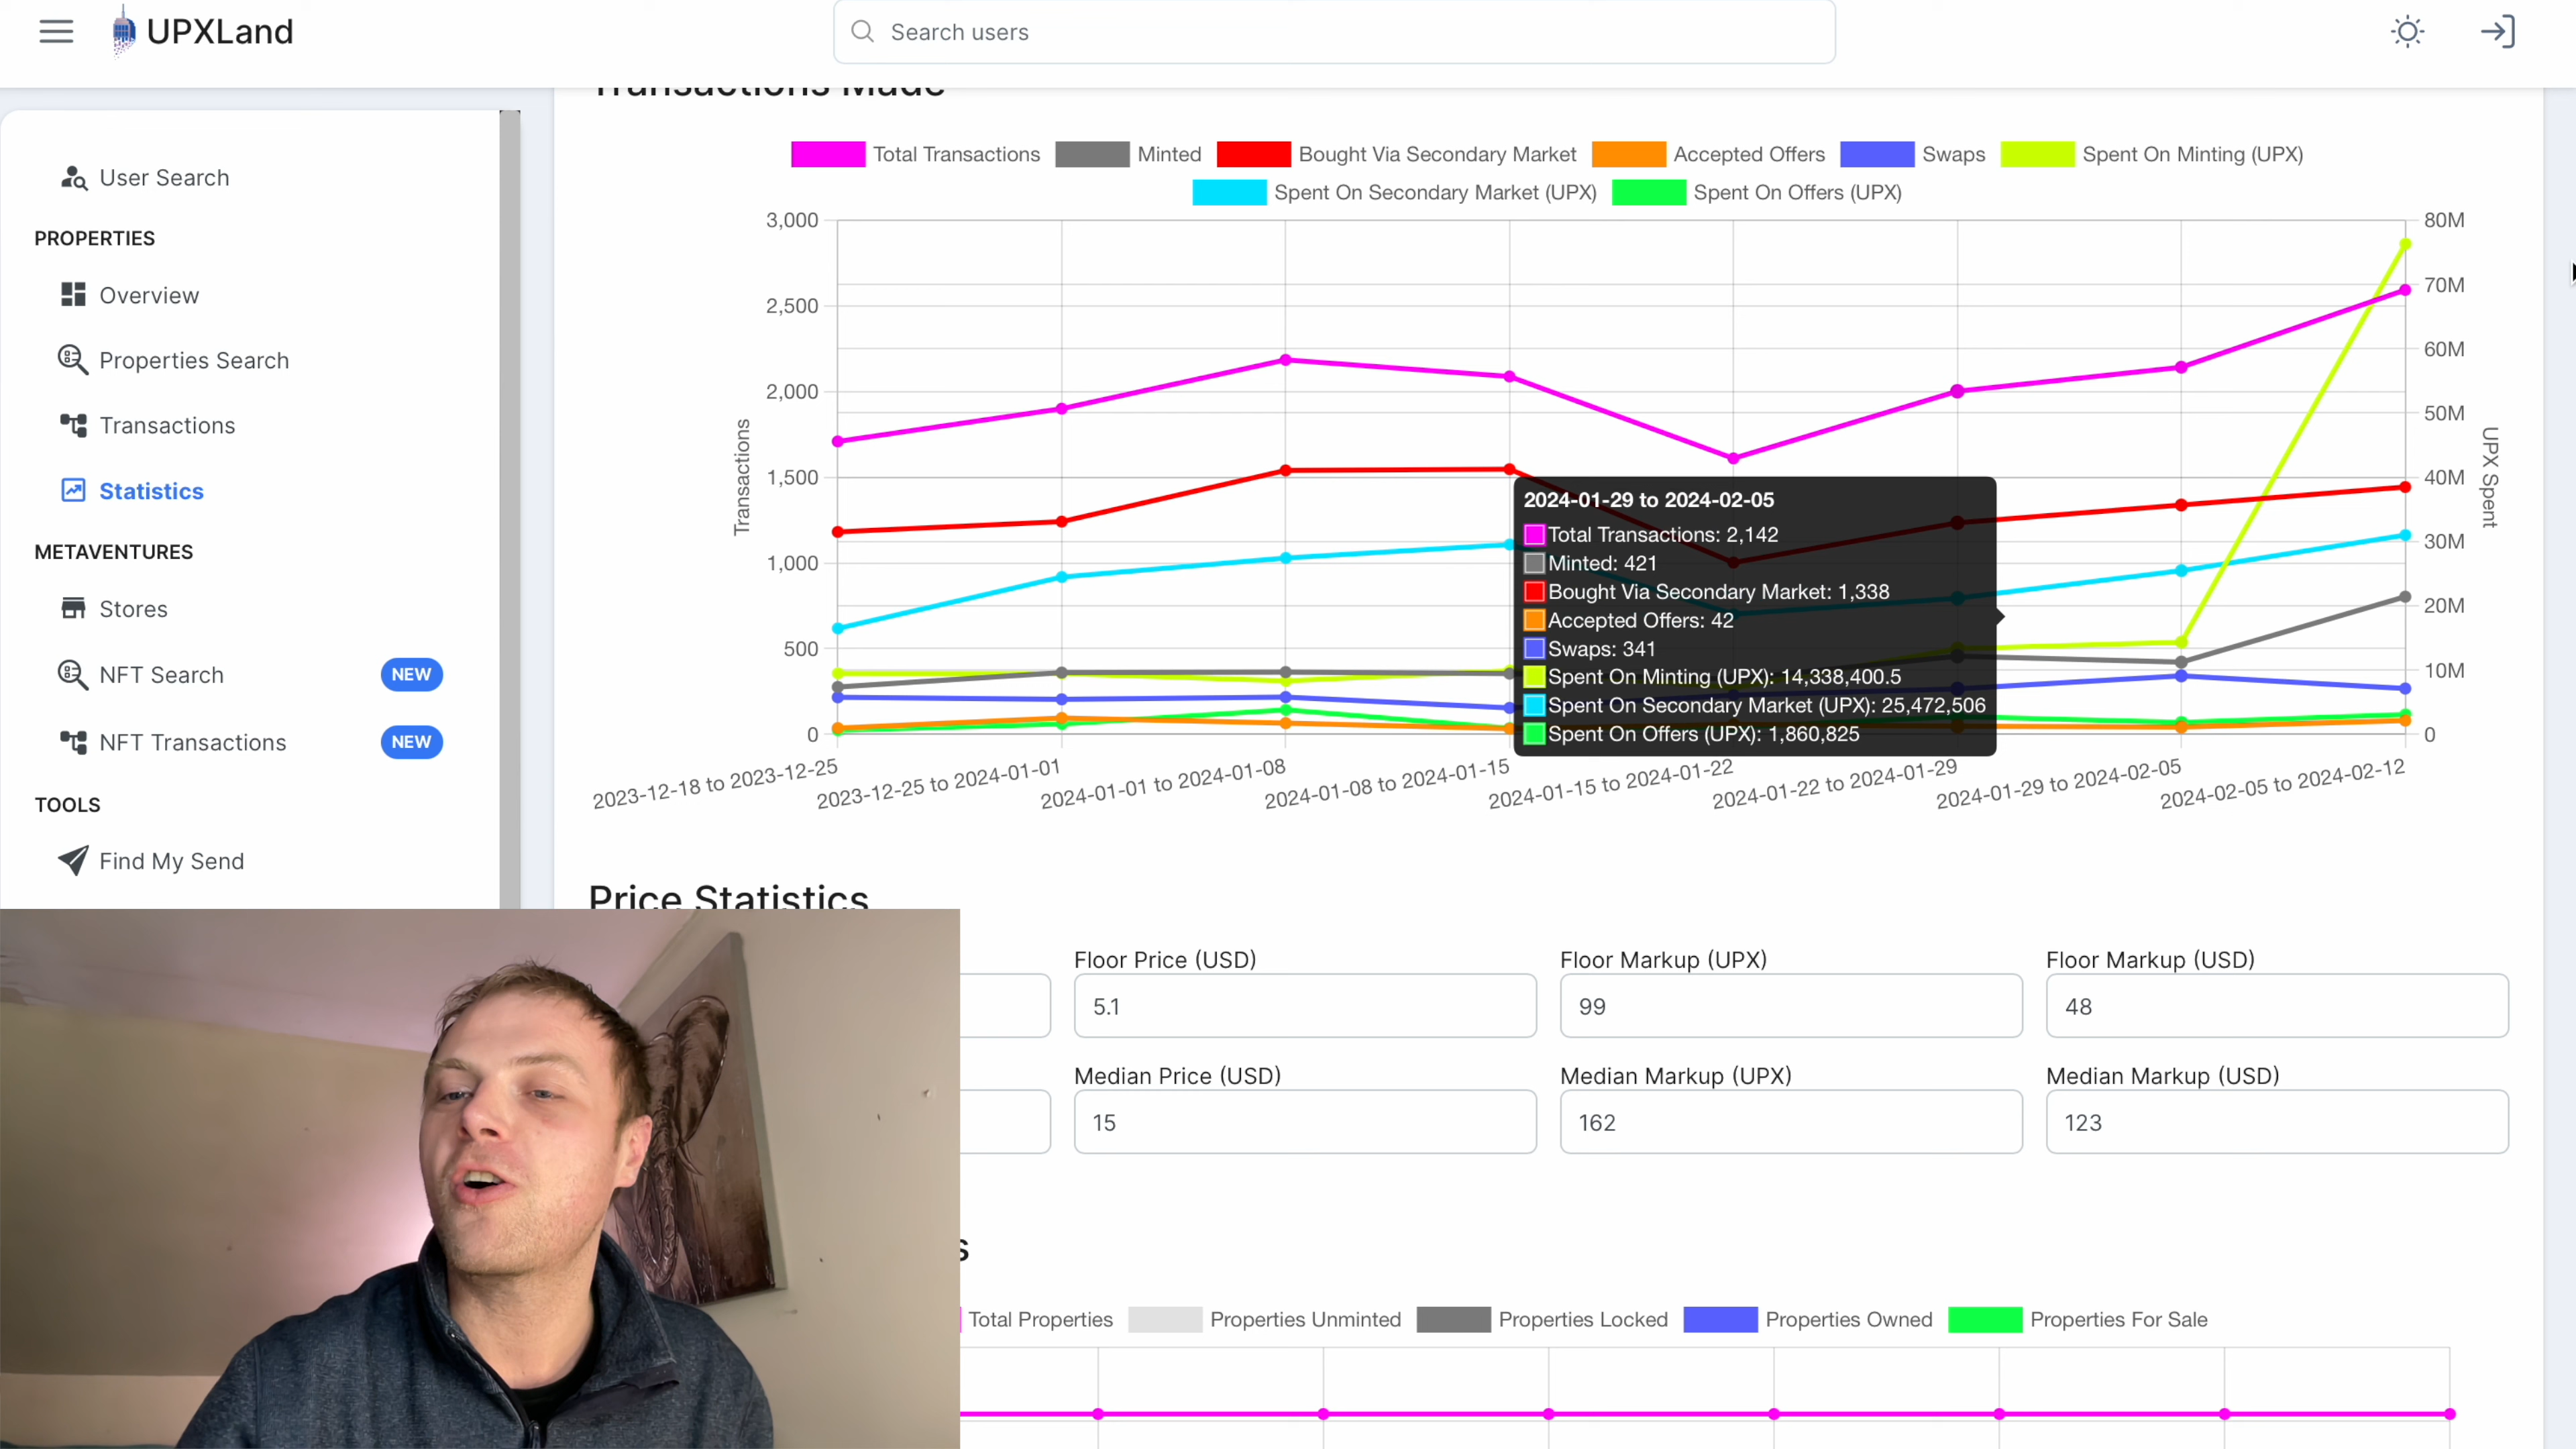 UPXLand
Search users
User Search
PROPERTIES
Overview
Properties Search
Transactions
Statistics
METAVENTURES
Stores
NFT Search NEW
NFT Transactions NEW
TOOLS
Find My Send
Transactions Made
Total Transactions Minted Bought Via Secondary Market Accepted Offers Swaps Spent On Minting (UPX)
Spent On Secondary Market (UPX) Spent On Offers (UPX)
3,000
2,500
2,000
1,500
1,000
500
0
Transactions
80M
70M
60M
50M
40M
30M
20M
10M
0
UPX Spent
2024-01-29 to 2024-02-05
Total Transactions: 2,142
Minted: 421
Bought Via Secondary Market: 1,338
Accepted Offers: 42
Swaps: 341
Spent On Minting (UPX): 14,338,400.5
Spent On Secondary Market (UPX): 25,472,506
Spent On Offers (UPX): 1,860,825
2023-12-18 to 2023-12-25
2023-12-25 to 2024-01-01
2024-01-01 to 2024-01-08
2024-01-08 to 2024-01-15
2024-01-15 to 2024-01-22
2024-01-22 to 2024-01-29
2024-01-29 to 2024-02-05
2024-02-05 to 2024-02-12
Price Statistics
Floor Price (USD) Floor Markup (UPX) Floor Markup (USD)
5.1 99 48
Median Price (USD) Median Markup (UPX) Median Markup (USD)
15 162 123
Total Properties Properties Unminted Properties Locked Properties Owned Properties For Sale